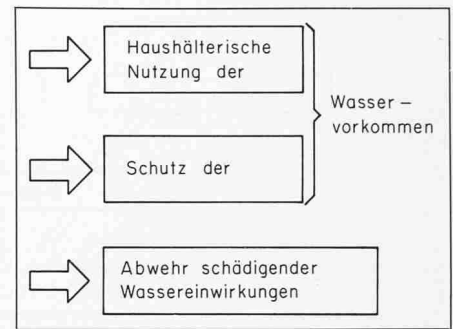 Haushälterische
Nutzung der
Wasser –
vorkommen
Schutz der
Abwehr schädigender
Wassereinwirkungen